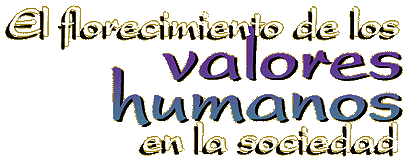 El florecimiento de los
valores
humanos
en la sociedad